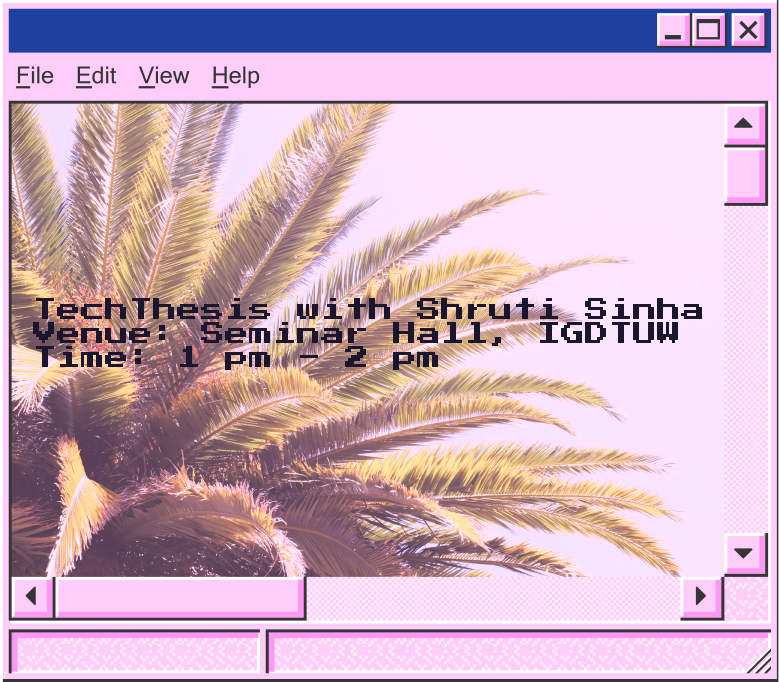 File Edit View Help
TechThesis with Shruti Sinha
Venue: Seminar Hall, IGDTUW
Time: 1 pm - 2 pm